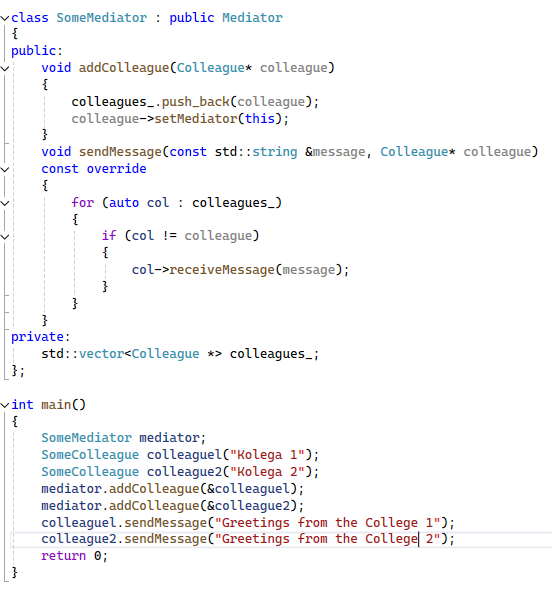 class SomeMediator : public Mediator
{
public:
    void addColleague(Colleague* colleague)
    {
        colleagues_.push_back(colleague);
        colleague->setMediator(this);
    }
    void sendMessage(const std::string &message, Colleague* colleague)
    const override
    {
        for (auto col : colleagues_)
        {
            if (col != colleague)
            {
                col->receiveMessage(message);
            }
        }
    }
private:
    std::vector<Colleague *> colleagues_;
};

int main()
{
    SomeMediator mediator;
    SomeColleague colleaguel("Kolega 1");
    SomeColleague colleague2("Kolega 2");
    mediator.addColleague(&colleaguel);
    mediator.addColleague(&colleague2);
    colleaguel.sendMessage("Greetings from the College 1");
    colleague2.sendMessage("Greetings from the College 2");
    return 0;
}